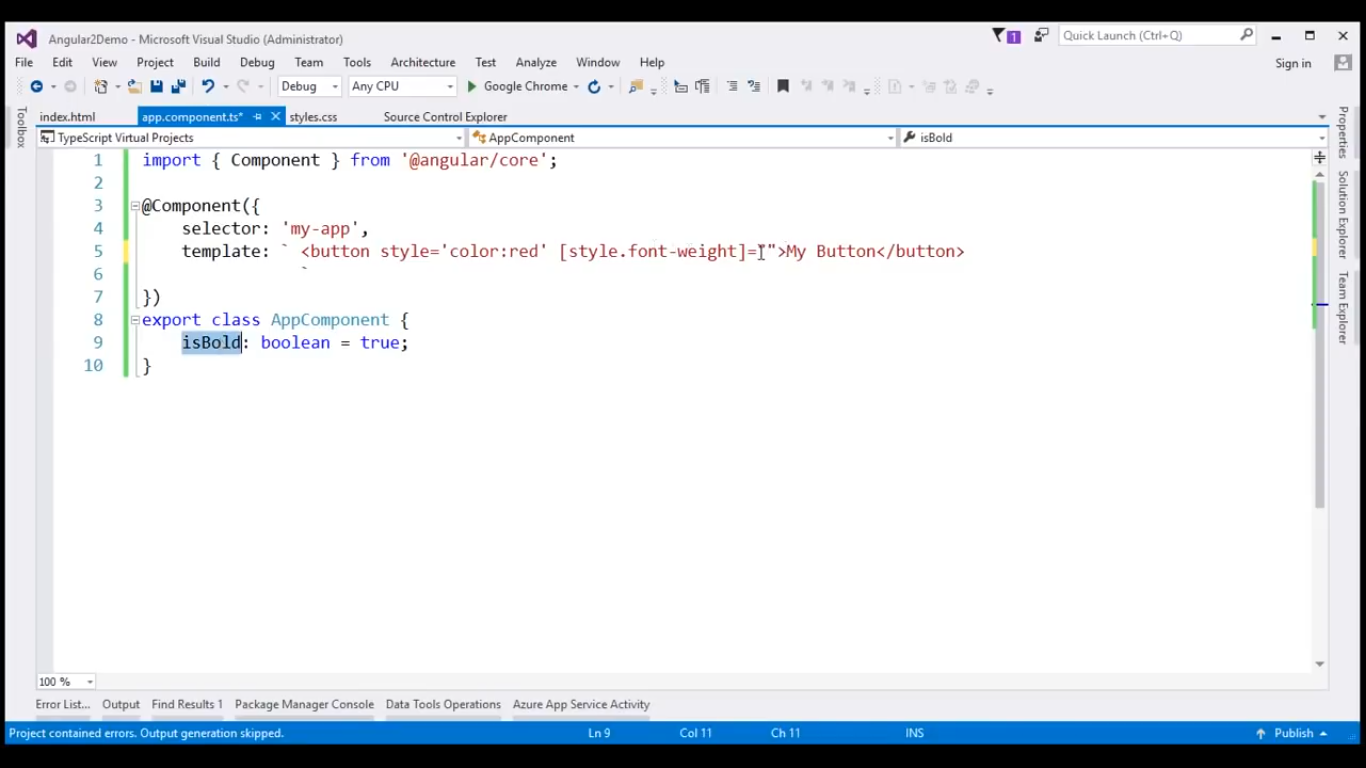 Angular2Demo - Microsoft Visual Studio (Administrator)
1
Quick Launch (Ctrl+Q)
File Edit View Project Build Debug Team Tools Architecture Test Analyze Window Help
Sign in
Debug Any CPU Google Chrome
Toolbox
index.html app.component.ts* styles.css Source Control Explorer
TypeScript Virtual Projects AppComponent isBold
1 import { Component } from '@angular/core';
2
3 @Component({
4 selector: 'my-app',
5 template: ` <button style='color:red' [style.font-weight]="">My Button</button>
6 `
7 })
8 export class AppComponent {
9 isBold: boolean = true;
10 }
Properties
Solution Explorer
Team Explorer
100 %
Error List... Output Find Results 1 Package Manager Console Data Tools Operations Azure App Service Activity
Project contained errors. Output generation skipped. Ln 9 Col 11 Ch 11 INS Publish